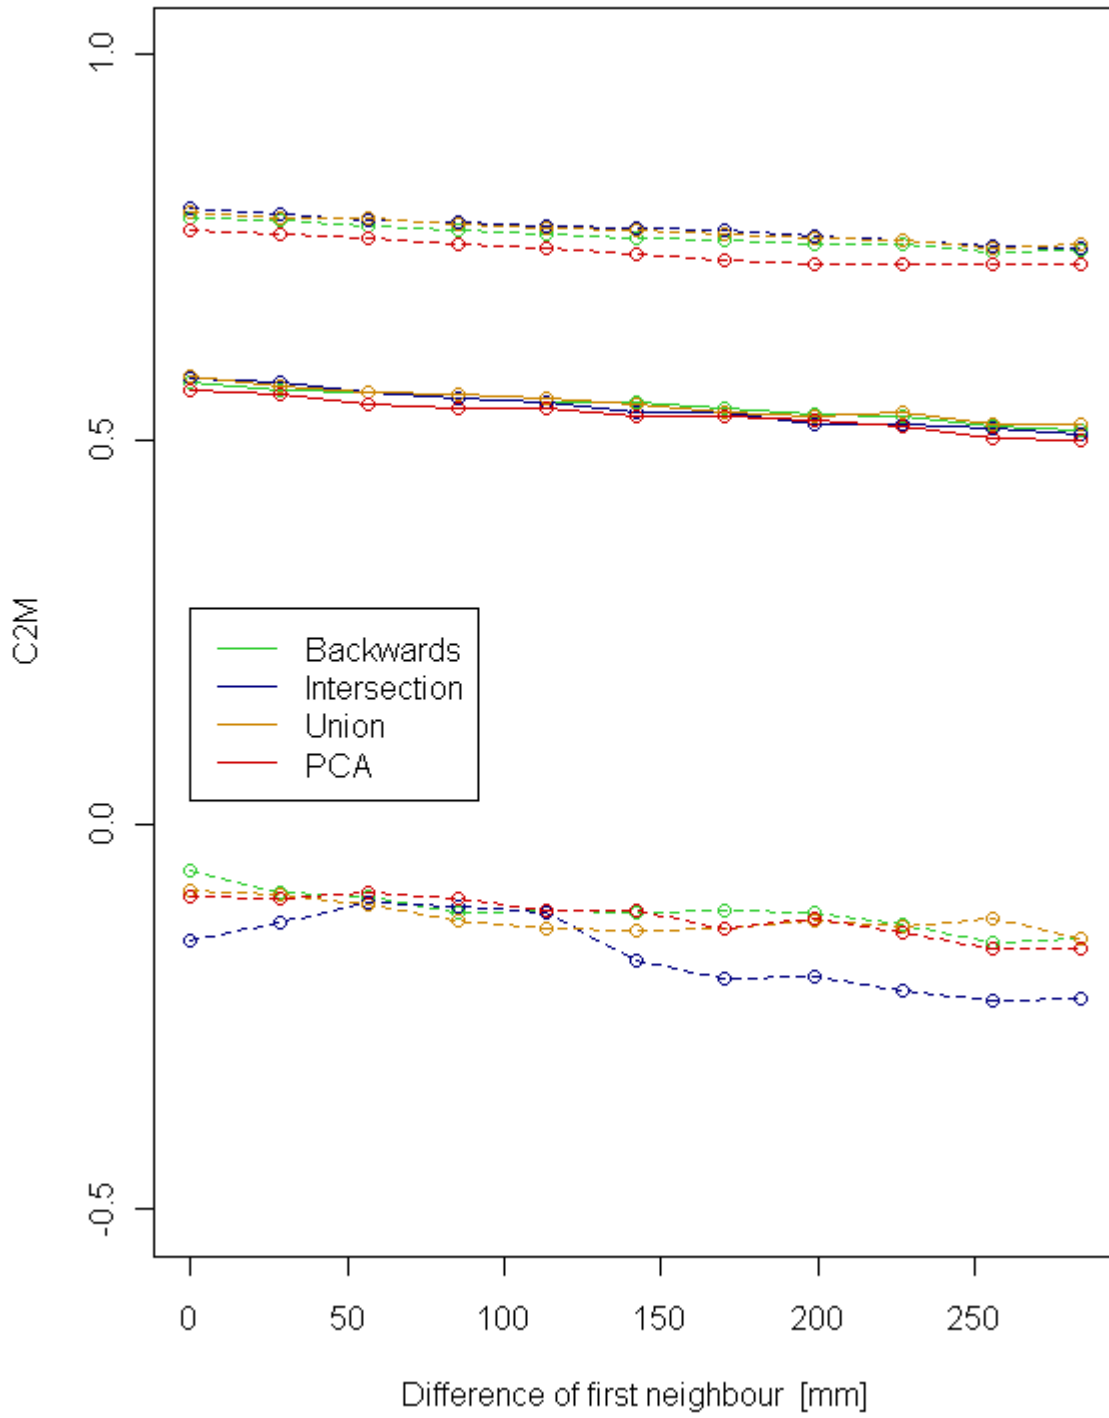 1.0
0.5
0.0
-0.5
C2M
Backwards
Intersection
Union
PCA
0 50 100 150 200 250
Difference of first neighbour [mm]